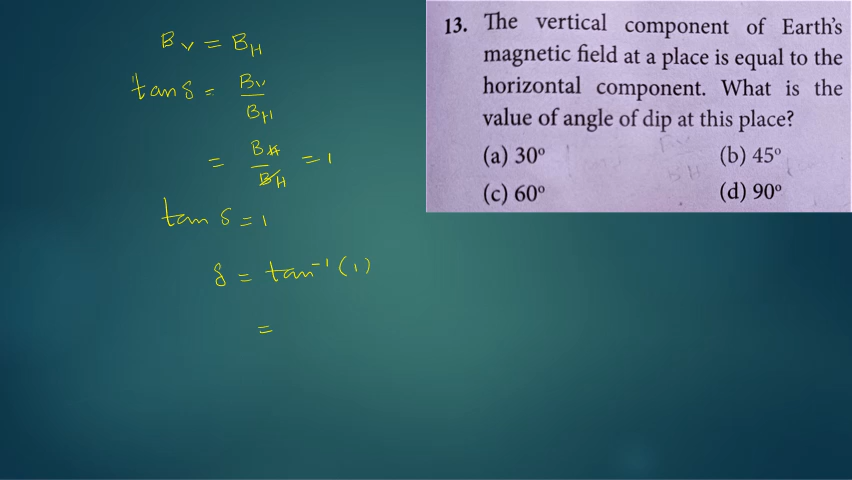 B_V = B_H
tan δ = B_V / B_H
= B_H / B_H = 1
tan δ = 1
δ = tan⁻¹ (1)
=
13. The vertical component of Earth's
magnetic field at a place is equal to the
horizontal component. What is the
value of angle of dip at this place?
(a) 30° (b) 45°
(c) 60° (d) 90°